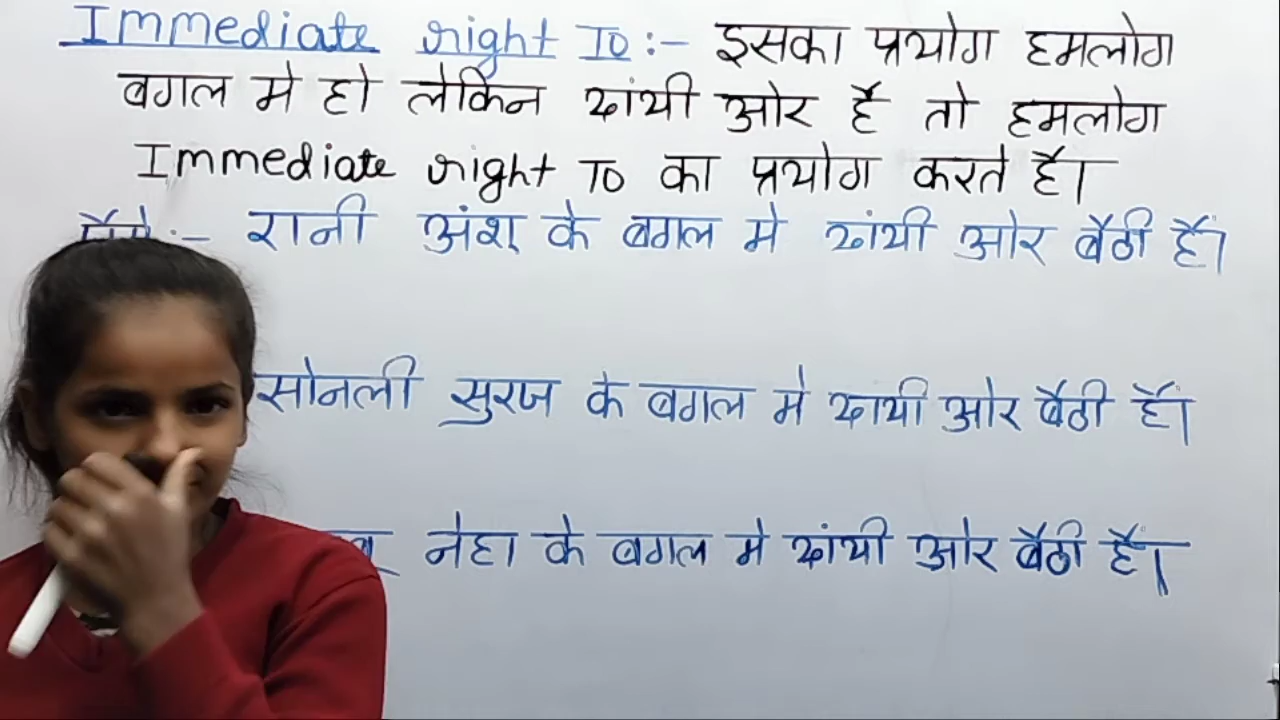 Immediate right To :- इसका प्रयोग हमलोग
बगल मे हो लेकिन दांयी ओर है तो हमलोग
Immediate right To का प्रयोग करते है।
जैसे :- रानी अंश के बगल मे दांयी ओर बैठी है।
सोनली सुरज के बगल मे दायी ओर बैठी है।
नेहा के बगल मे दांयी ओर बैठी है।